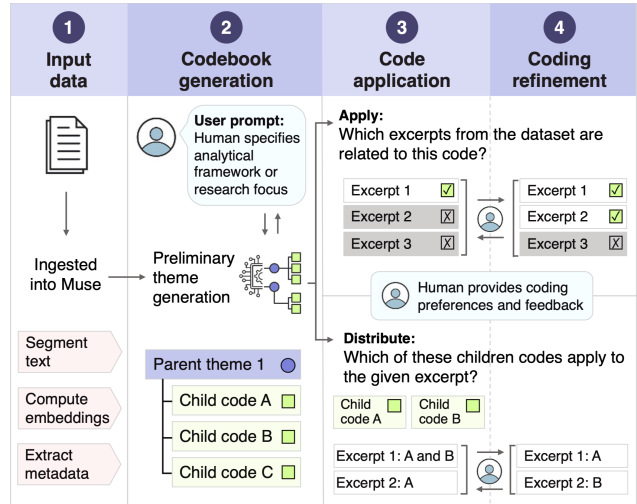 1
Input
data
2
Codebook
generation
3
Code
application
4
Coding
refinement
Ingested
into Muse
Segment
text
Compute
embeddings
Extract
metadata
User prompt:
Human specifies
analytical
framework or
research focus
Preliminary
theme
generation
Parent theme 1
Child code A
Child code B
Child code C
Apply:
Which excerpts from the dataset are
related to this code?
Excerpt 1
Excerpt 2
Excerpt 3
Excerpt 1
Excerpt 2
Excerpt 3
Human provides coding
preferences and feedback
Distribute:
Which of these children codes apply to
the given excerpt?
Child
code A
Child
code B
Excerpt 1: A and B
Excerpt 2: A
Excerpt 1: A
Excerpt 2: B